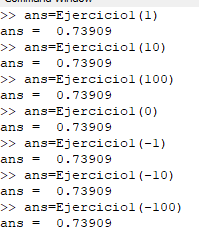 Command Window
>> ans=Ejercicio1(1)
ans =  0.73909
>> ans=Ejercicio1(10)
ans =  0.73909
>> ans=Ejercicio1(100)
ans =  0.73909
>> ans=Ejercicio1(0)
ans =  0.73909
>> ans=Ejercicio1(-1)
ans =  0.73909
>> ans=Ejercicio1(-10)
ans =  0.73909
>> ans=Ejercicio1(-100)
ans =  0.73909